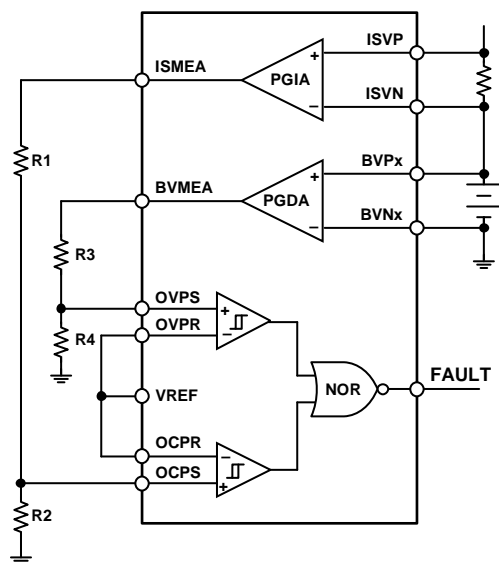 ISVP
ISMEA
+
PGIA
−
ISVN
R1
BVPx
BVMEA
+
PGDA
−
BVNx
R3
OVPS
+
OVPR
−
R4
FAULT
NOR
VREF
OCPR
−
OCPS
+
R2